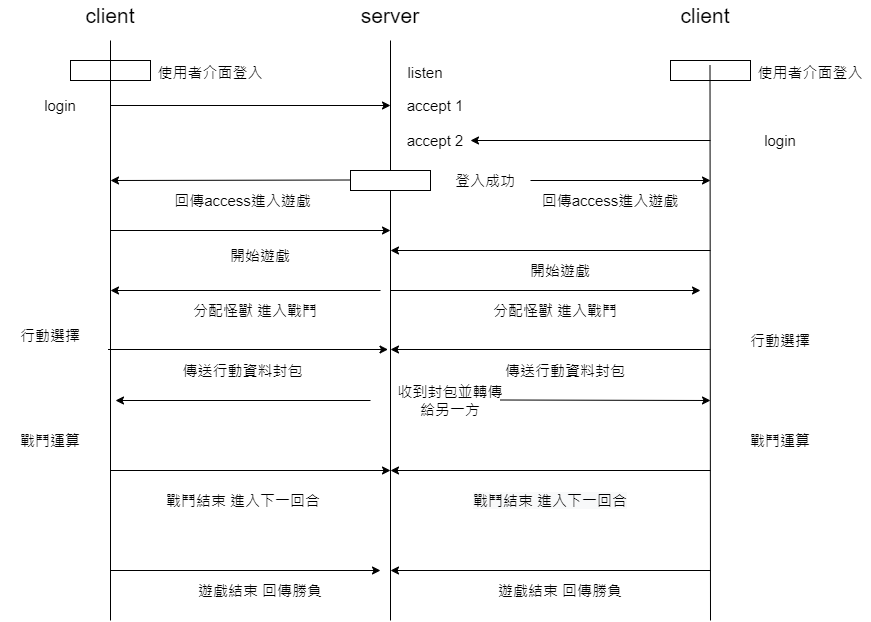 client
server
client
使用者介面登入
listen
使用者介面登入
login
accept 1
accept 2
login
登入成功
回傳access進入遊戲
回傳access進入遊戲
開始遊戲
開始遊戲
分配怪獸 進入戰鬥
分配怪獸 進入戰鬥
行動選擇
行動選擇
傳送行動資料封包
傳送行動資料封包
收到封包並轉傳
給另一方
戰鬥運算
戰鬥運算
戰鬥結束 進入下一回合
戰鬥結束 進入下一回合
遊戲結束 回傳勝負
遊戲結束 回傳勝負